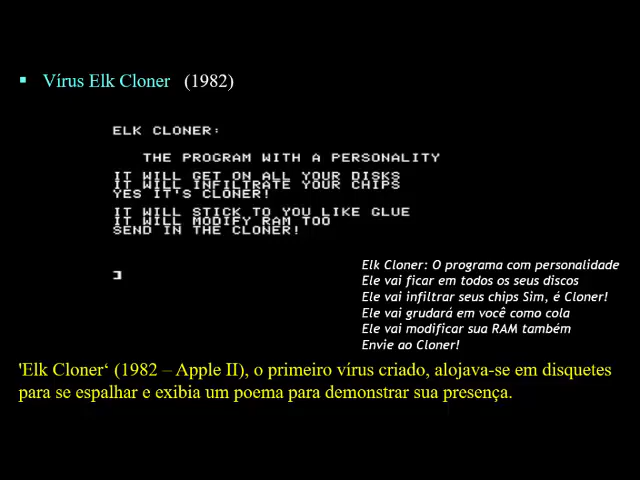 ▪ Vírus Elk Cloner (1982)
ELK CLONER:
THE PROGRAM WITH A PERSONALITY
IT WILL GET ON ALL YOUR DISKS
IT WILL INFILTRATE YOUR CHIPS
YES IT'S CLONER!
IT WILL STICK TO YOU LIKE GLUE
IT WILL MODIFY RAM TOO
SEND IN THE CLONER!
]
Elk Cloner: O programa com personalidade
Ele vai ficar em todos os seus discos
Ele vai infiltrar seus chips Sim, é Cloner!
Ele vai grudará em você como cola
Ele vai modificar sua RAM também
Envie ao Cloner!
'Elk Cloner‘ (1982 – Apple II), o primeiro vírus criado, alojava-se em disquetes
para se espalhar e exibia um poema para demonstrar sua presença.